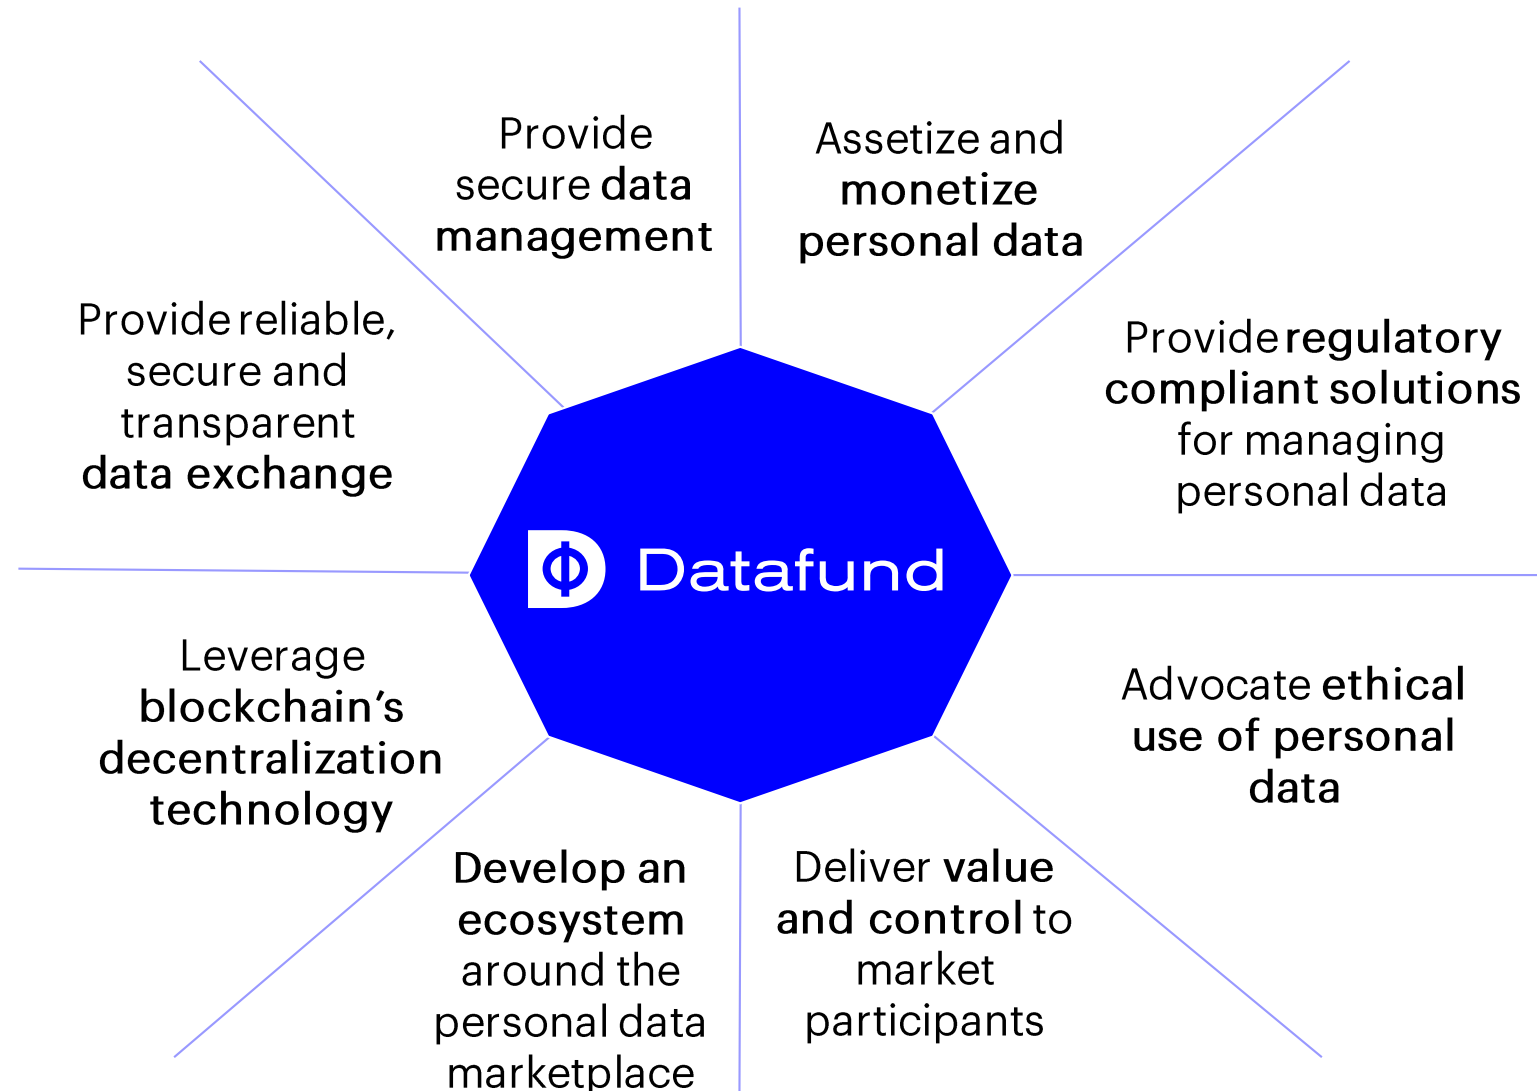 Provide
secure data
management
Assetize and
monetize
personal data
Provide reliable,
secure and
transparent
data exchange
Provide regulatory
compliant solutions
for managing
personal data
Datafund
Leverage
blockchain’s
decentralization
technology
Advocate ethical
use of personal
data
Develop an
ecosystem
around the
personal data
marketplace
Deliver value
and control to
market
participants